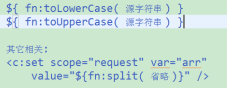 ${ fn:toLowerCase( 源字符串 ) }
${ fn:toUpperCase( 源字符串 ) }
其它相关:
<c:set scope="request" var="arr"
value="${fn:split( 省略 )}" />